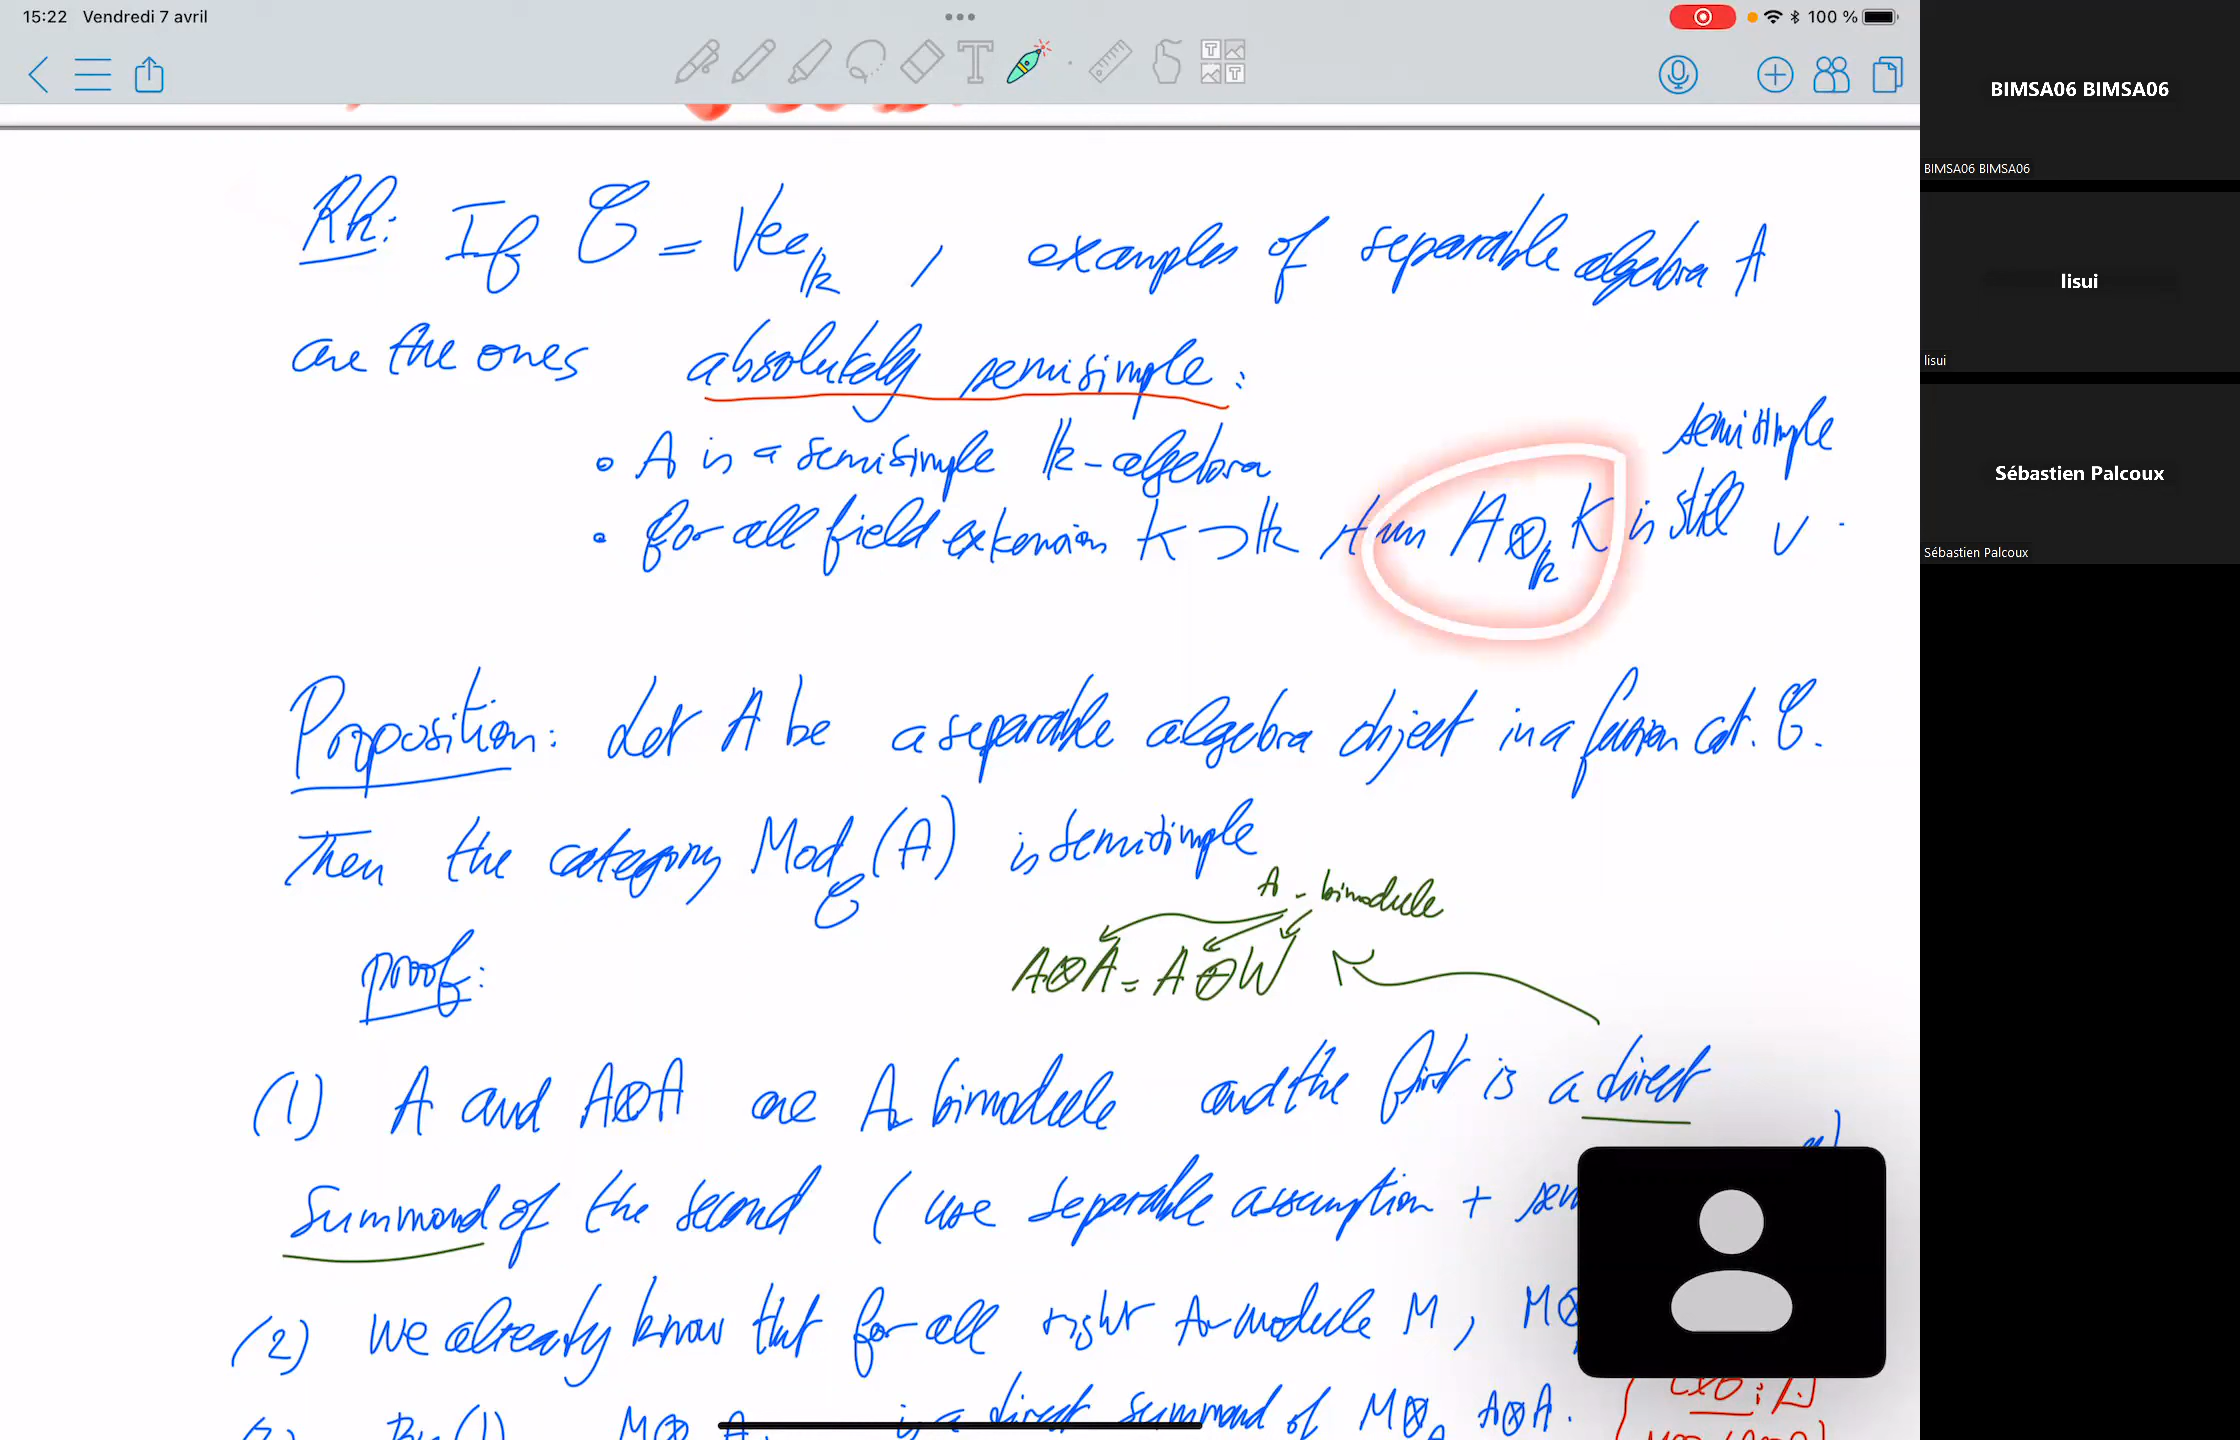 15:22 Vendredi 7 avril
100 %
Rk: If C = Vec_k, examples of separable algebra A
are the ones absolutely semisimple:
• A is a semisimple k-algebra
semisimple
• for all field extension K ⊃ k then A⊗_k K is still ∨.
Proposition: Let A be a separable algebra object in a fusion cat. C.
Then the category Mod_C(A) is semisimple
A-bimodule
proof:
A⊗A = A⊕W
(1) A and A⊗A are A-bimodule and the first is a direct
summand of the second (use separable assumption +
(2) We already know that for all right A-module M, M⊗
By (1) M⊗ A is a direct summand of M⊗_A A⊗A.
BIMSA06 BIMSA06
BIMSA06 BIMSA06
lisui
lisui
Sébastien Palcoux
Sébastien Palcoux